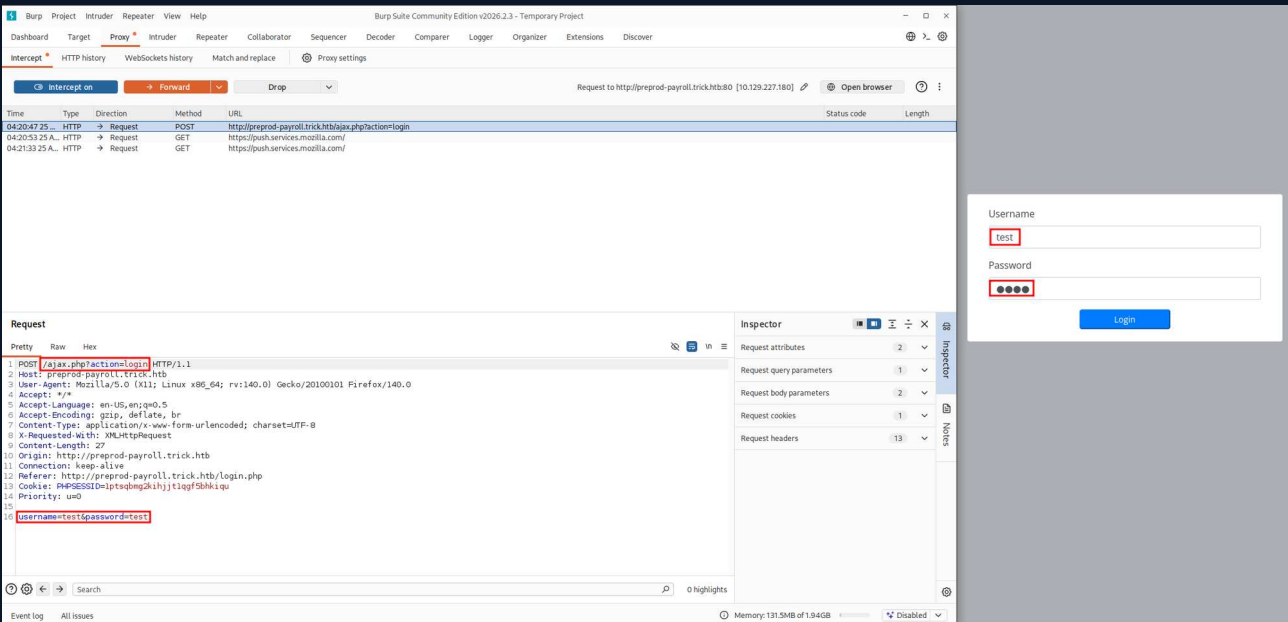 Burp Project Intruder Repeater View Help Burp Suite Community Edition v2026.2.3 - Temporary Project
Dashboard Target Proxy Intruder Repeater Collaborator Sequencer Decoder Comparer Logger Organizer Extensions Discover
Intercept HTTP history WebSockets history Match and replace Proxy settings
Intercept on Forward Drop Request to http://preprod-payroll.trick.htb:80 [10.129.227.180] Open browser
Time Type Direction Method URL Status code Length
04:20:47 25 ... HTTP → Request POST http://preprod-payroll.trick.htb/ajax.php?action=login
04:20:53 25 A... HTTP → Request GET https://push.services.mozilla.com/
04:21:33 25 A... HTTP → Request GET https://push.services.mozilla.com/
Username
test
Password
●●●●
Login
Request
Pretty Raw Hex \n
1 POST /ajax.php?action=login HTTP/1.1
2 Host: preprod-payroll.trick.htb
3 User-Agent: Mozilla/5.0 (X11; Linux x86_64; rv:140.0) Gecko/20100101 Firefox/140.0
4 Accept: */*
5 Accept-Language: en-US,en;q=0.5
6 Accept-Encoding: gzip, deflate, br
7 Content-Type: application/x-www-form-urlencoded; charset=UTF-8
8 X-Requested-With: XMLHttpRequest
9 Content-Length: 27
10 Origin: http://preprod-payroll.trick.htb
11 Connection: keep-alive
12 Referer: http://preprod-payroll.trick.htb/login.php
13 Cookie: PHPSESSID=1ptsqbmg2kihjjt1qgf5bhkiqu
14 Priority: u=0
15
16 username=test&password=test
Inspector
Request attributes 2
Request query parameters 1
Request body parameters 2
Request cookies 1
Request headers 13
Inspector
Notes
Search 0 highlights
Event log All issues Memory: 131.5MB of 1.94GB Disabled